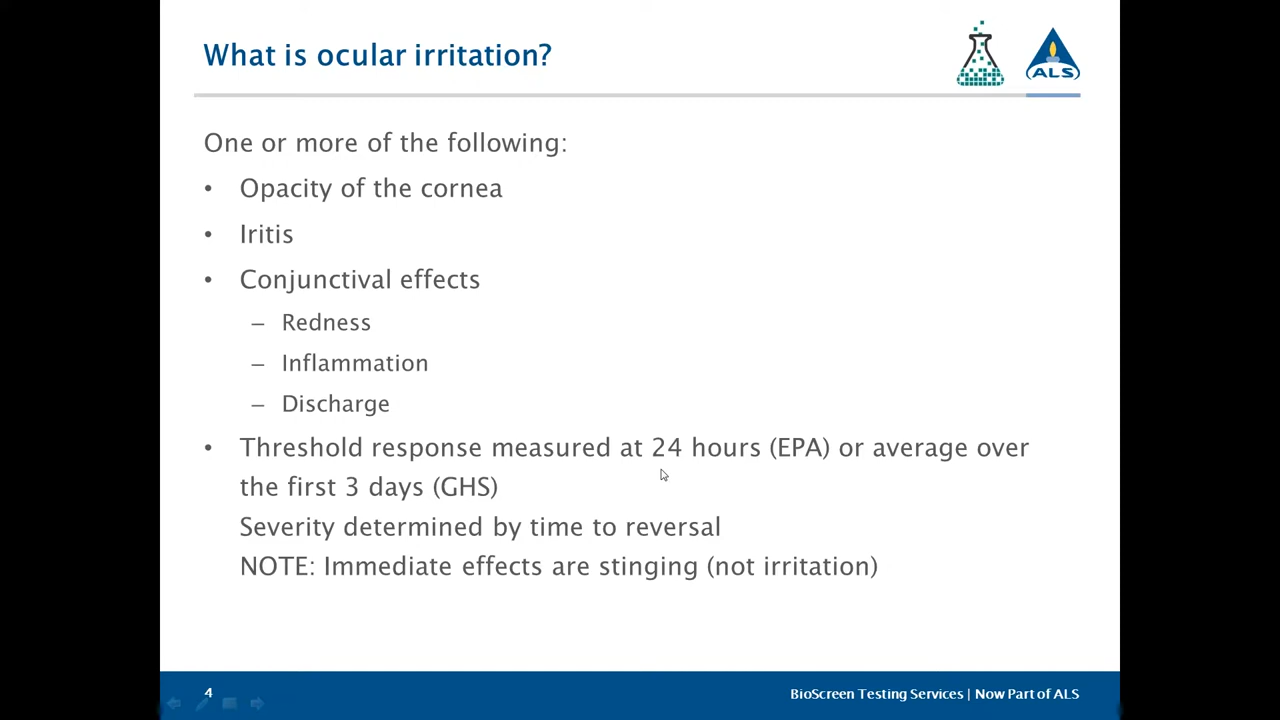 What is ocular irritation?
ALS
One or more of the following:
• Opacity of the cornea
• Iritis
• Conjunctival effects
– Redness
– Inflammation
– Discharge
• Threshold response measured at 24 hours (EPA) or average over
the first 3 days (GHS)
Severity determined by time to reversal
NOTE: Immediate effects are stinging (not irritation)
4
BioScreen Testing Services | Now Part of ALS